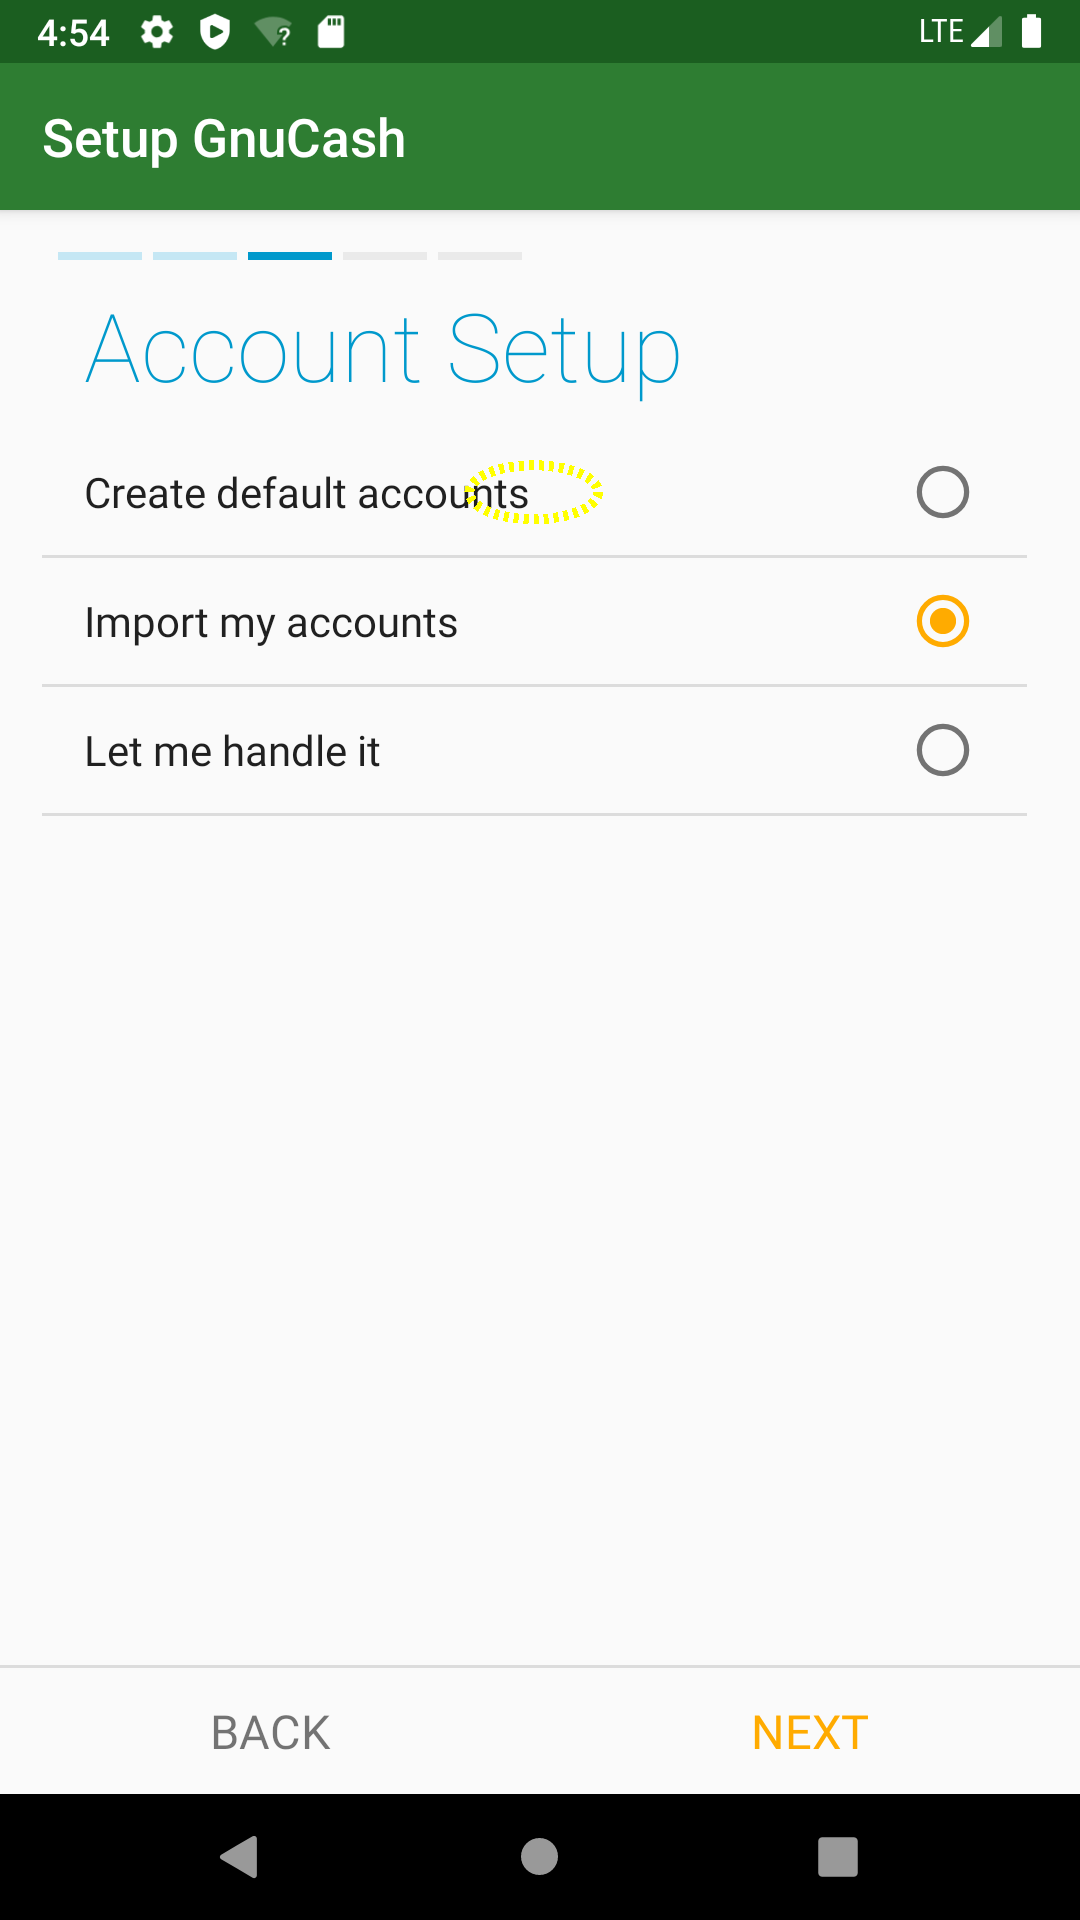 4:54
LTE
Setup GnuCash
Account Setup
Create default accounts
Import my accounts
Let me handle it
BACK
NEXT